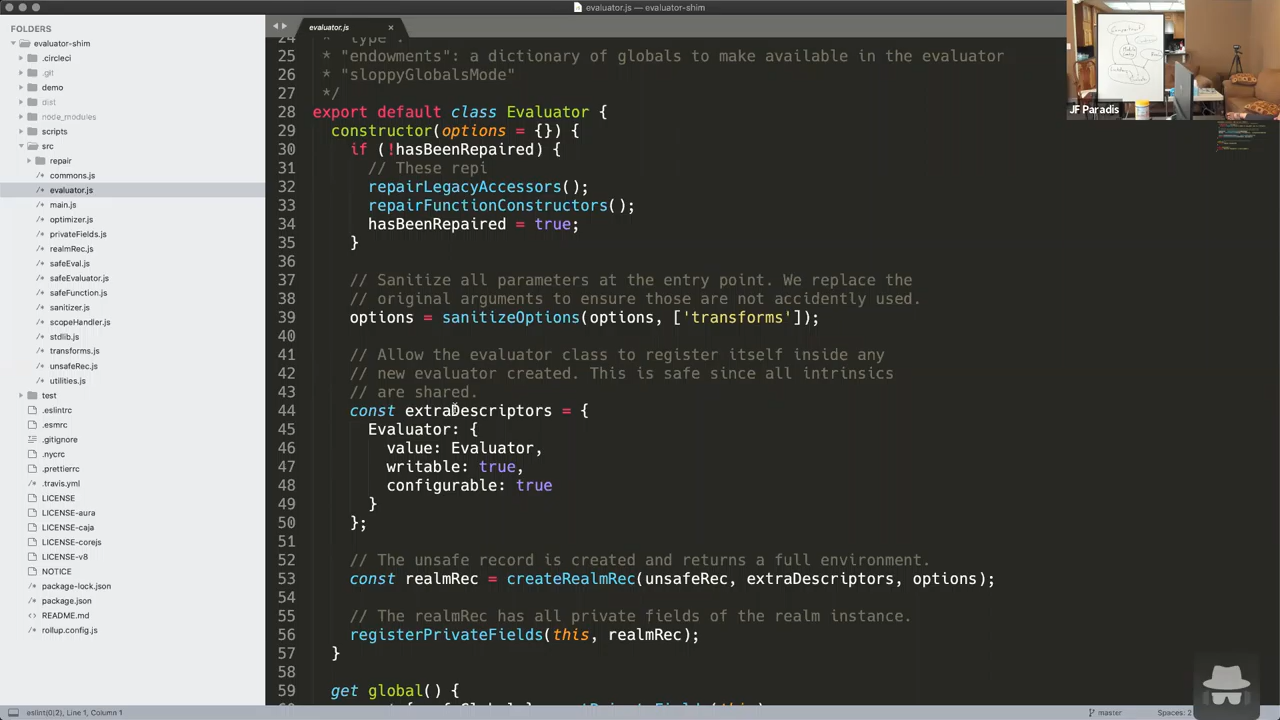 evaluator.js — evaluator-shim
FOLDERS
evaluator-shim
.circleci
.git
demo
dist
node_modules
scripts
src
repair
commons.js
evaluator.js
main.js
optimizer.js
privateFields.js
realmRec.js
safeEval.js
safeEvaluator.js
safeFunction.js
sanitizer.js
scopeHandler.js
stdlib.js
transforms.js
unsafeRec.js
utilities.js
test
.eslintrc
.esmrc
.gitignore
.nycrc
.prettierrc
.travis.yml
LICENSE
LICENSE-aura
LICENSE-caja
LICENSE-corejs
LICENSE-v8
NOTICE
package-lock.json
package.json
README.md
rollup.config.js
evaluator.js
24 * "type".
25 * "endowments" a dictionary of globals to make available in the evaluator
26 * "sloppyGlobalsMode"
27 */
28 export default class Evaluator {
29 constructor(options = {}) {
30 if (!hasBeenRepaired) {
31 // These repi
32 repairLegacyAccessors();
33 repairFunctionConstructors();
34 hasBeenRepaired = true;
35 }
36
37 // Sanitize all parameters at the entry point. We replace the
38 // original arguments to ensure those are not accidently used.
39 options = sanitizeOptions(options, ['transforms']);
40
41 // Allow the evaluator class to register itself inside any
42 // new evaluator created. This is safe since all intrinsics
43 // are shared.
44 const extraDescriptors = {
45 Evaluator: {
46 value: Evaluator,
47 writable: true,
48 configurable: true
49 }
50 };
51
52 // The unsafe record is created and returns a full environment.
53 const realmRec = createRealmRec(unsafeRec, extraDescriptors, options);
54
55 // The realmRec has all private fields of the realm instance.
56 registerPrivateFields(this, realmRec);
57 }
58
59 get global() {
JF Paradis
eslint(0(2), Line 1, Column 1
master
Spaces: 2